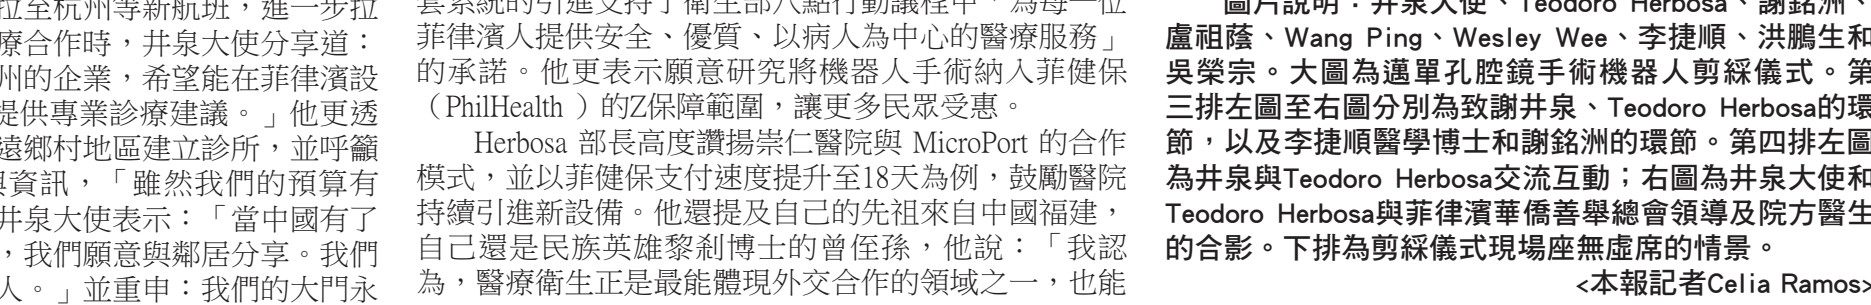 拉至杭州等新航班，進一步拉
療合作時，井泉大使分享道：
州的企業，希望能在菲律濱設
提供專業診療建議。」他更透
遠鄉村地區建立診所，並呼籲
資訊，「雖然我們的預算有
井泉大使表示：「當中國有了
，我們願意與鄰居分享。我們
人。」並重申：我們的大門永
套系統的引進支持了衛生部八點行動議程中「為每一位
菲律濱人提供安全、優質、以病人為中心的醫療服務」
的承諾。他更表示願意研究將機器人手術納入菲健保
（PhilHealth ）的Z保障範圍，讓更多民眾受惠。
Herbosa 部長高度讚揚崇仁醫院與 MicroPort 的合作
模式，並以菲健保支付速度提升至18天為例，鼓勵醫院
持續引進新設備。他還提及自己的先祖來自中國福建，
自己還是民族英雄黎剎博士的曾侄孫，他說：「我認
為，醫療衛生正是最能體現外交合作的領域之一，也能
圖片說明：井泉大使、Teodoro Herbosa、謝銘洲、
盧祖蔭、Wang Ping、Wesley Wee、李捷順、洪鵬生和
吳榮宗。大圖為邁單孔腔鏡手術機器人剪綵儀式。第
三排左圖至右圖分別為致謝井泉、Teodoro Herbosa的環
節，以及李捷順醫學博士和謝銘洲的環節。第四排左圖
為井泉與Teodoro Herbosa交流互動；右圖為井泉大使和
Teodoro Herbosa與菲律濱華僑善舉總會領導及院方醫生
的合影。下排為剪綵儀式現場座無虛席的情景。
<本報記者Celia Ramos>